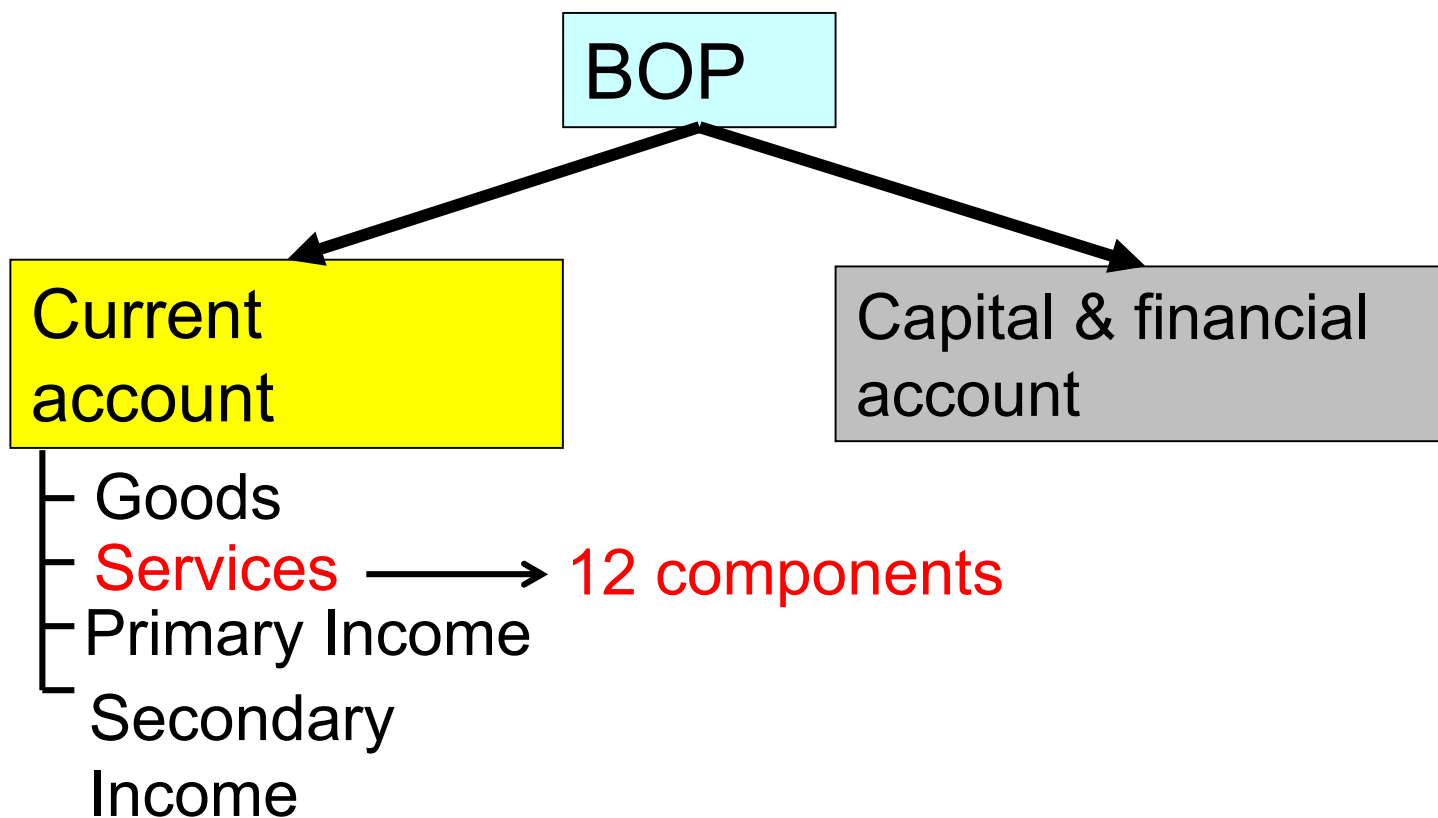 BOP
Current
account
Capital & financial
account
Goods
Services
12 components
Primary Income
Secondary
Income